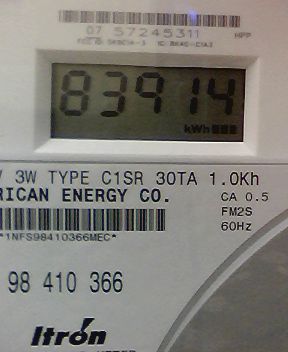 07 57245311
83914
kWh
V 3W TYPE C1SR 30TA 1.0Kh
RICAN ENERGY CO. CA 0.5
FM2S
60Hz
*1NFS98410366MEC*
98 410 366
Itrón